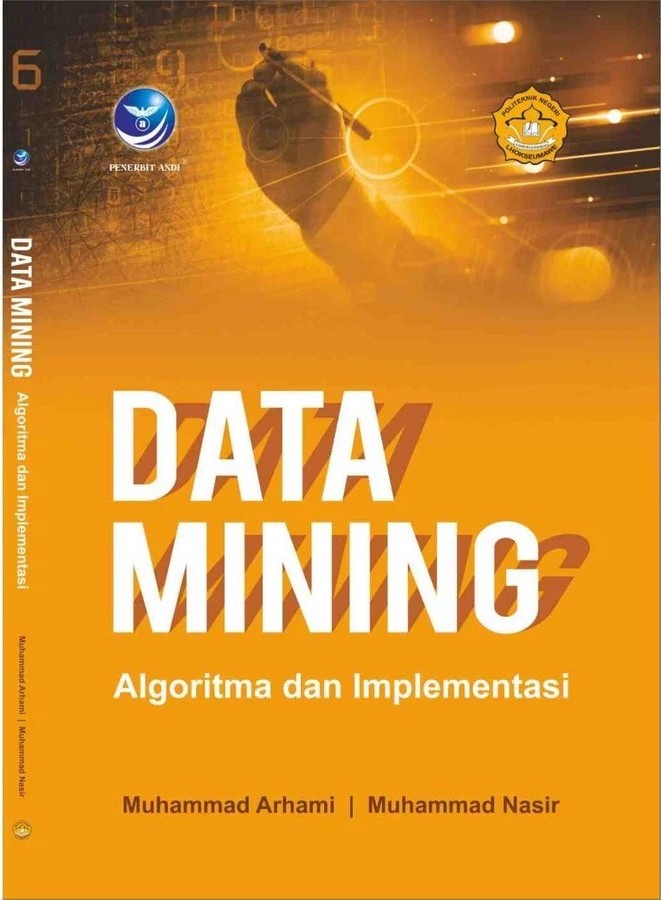 6
9
PENERBIT ANDI®
POLITEKNIK NEGERI
LHOKSEUMAWE
DATA MINING
Algoritma dan Implementasi
Muhammad Arhami | Muhammad Nasir
DATA
MINING
Algoritma dan Implementasi
Muhammad Arhami | Muhammad Nasir